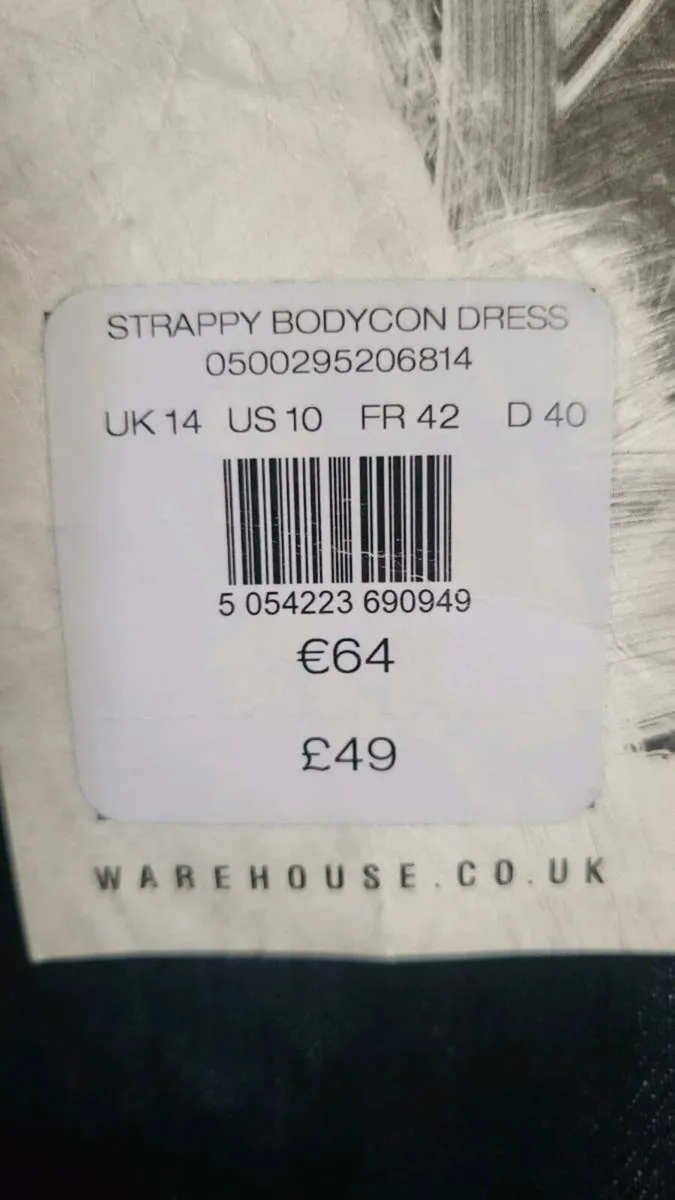 STRAPPY BODYCON DRESS
0500295206814
UK 14 US 10 FR 42 D 40
5 054223 690949
€64
£49
WAREHOUSE.CO.UK